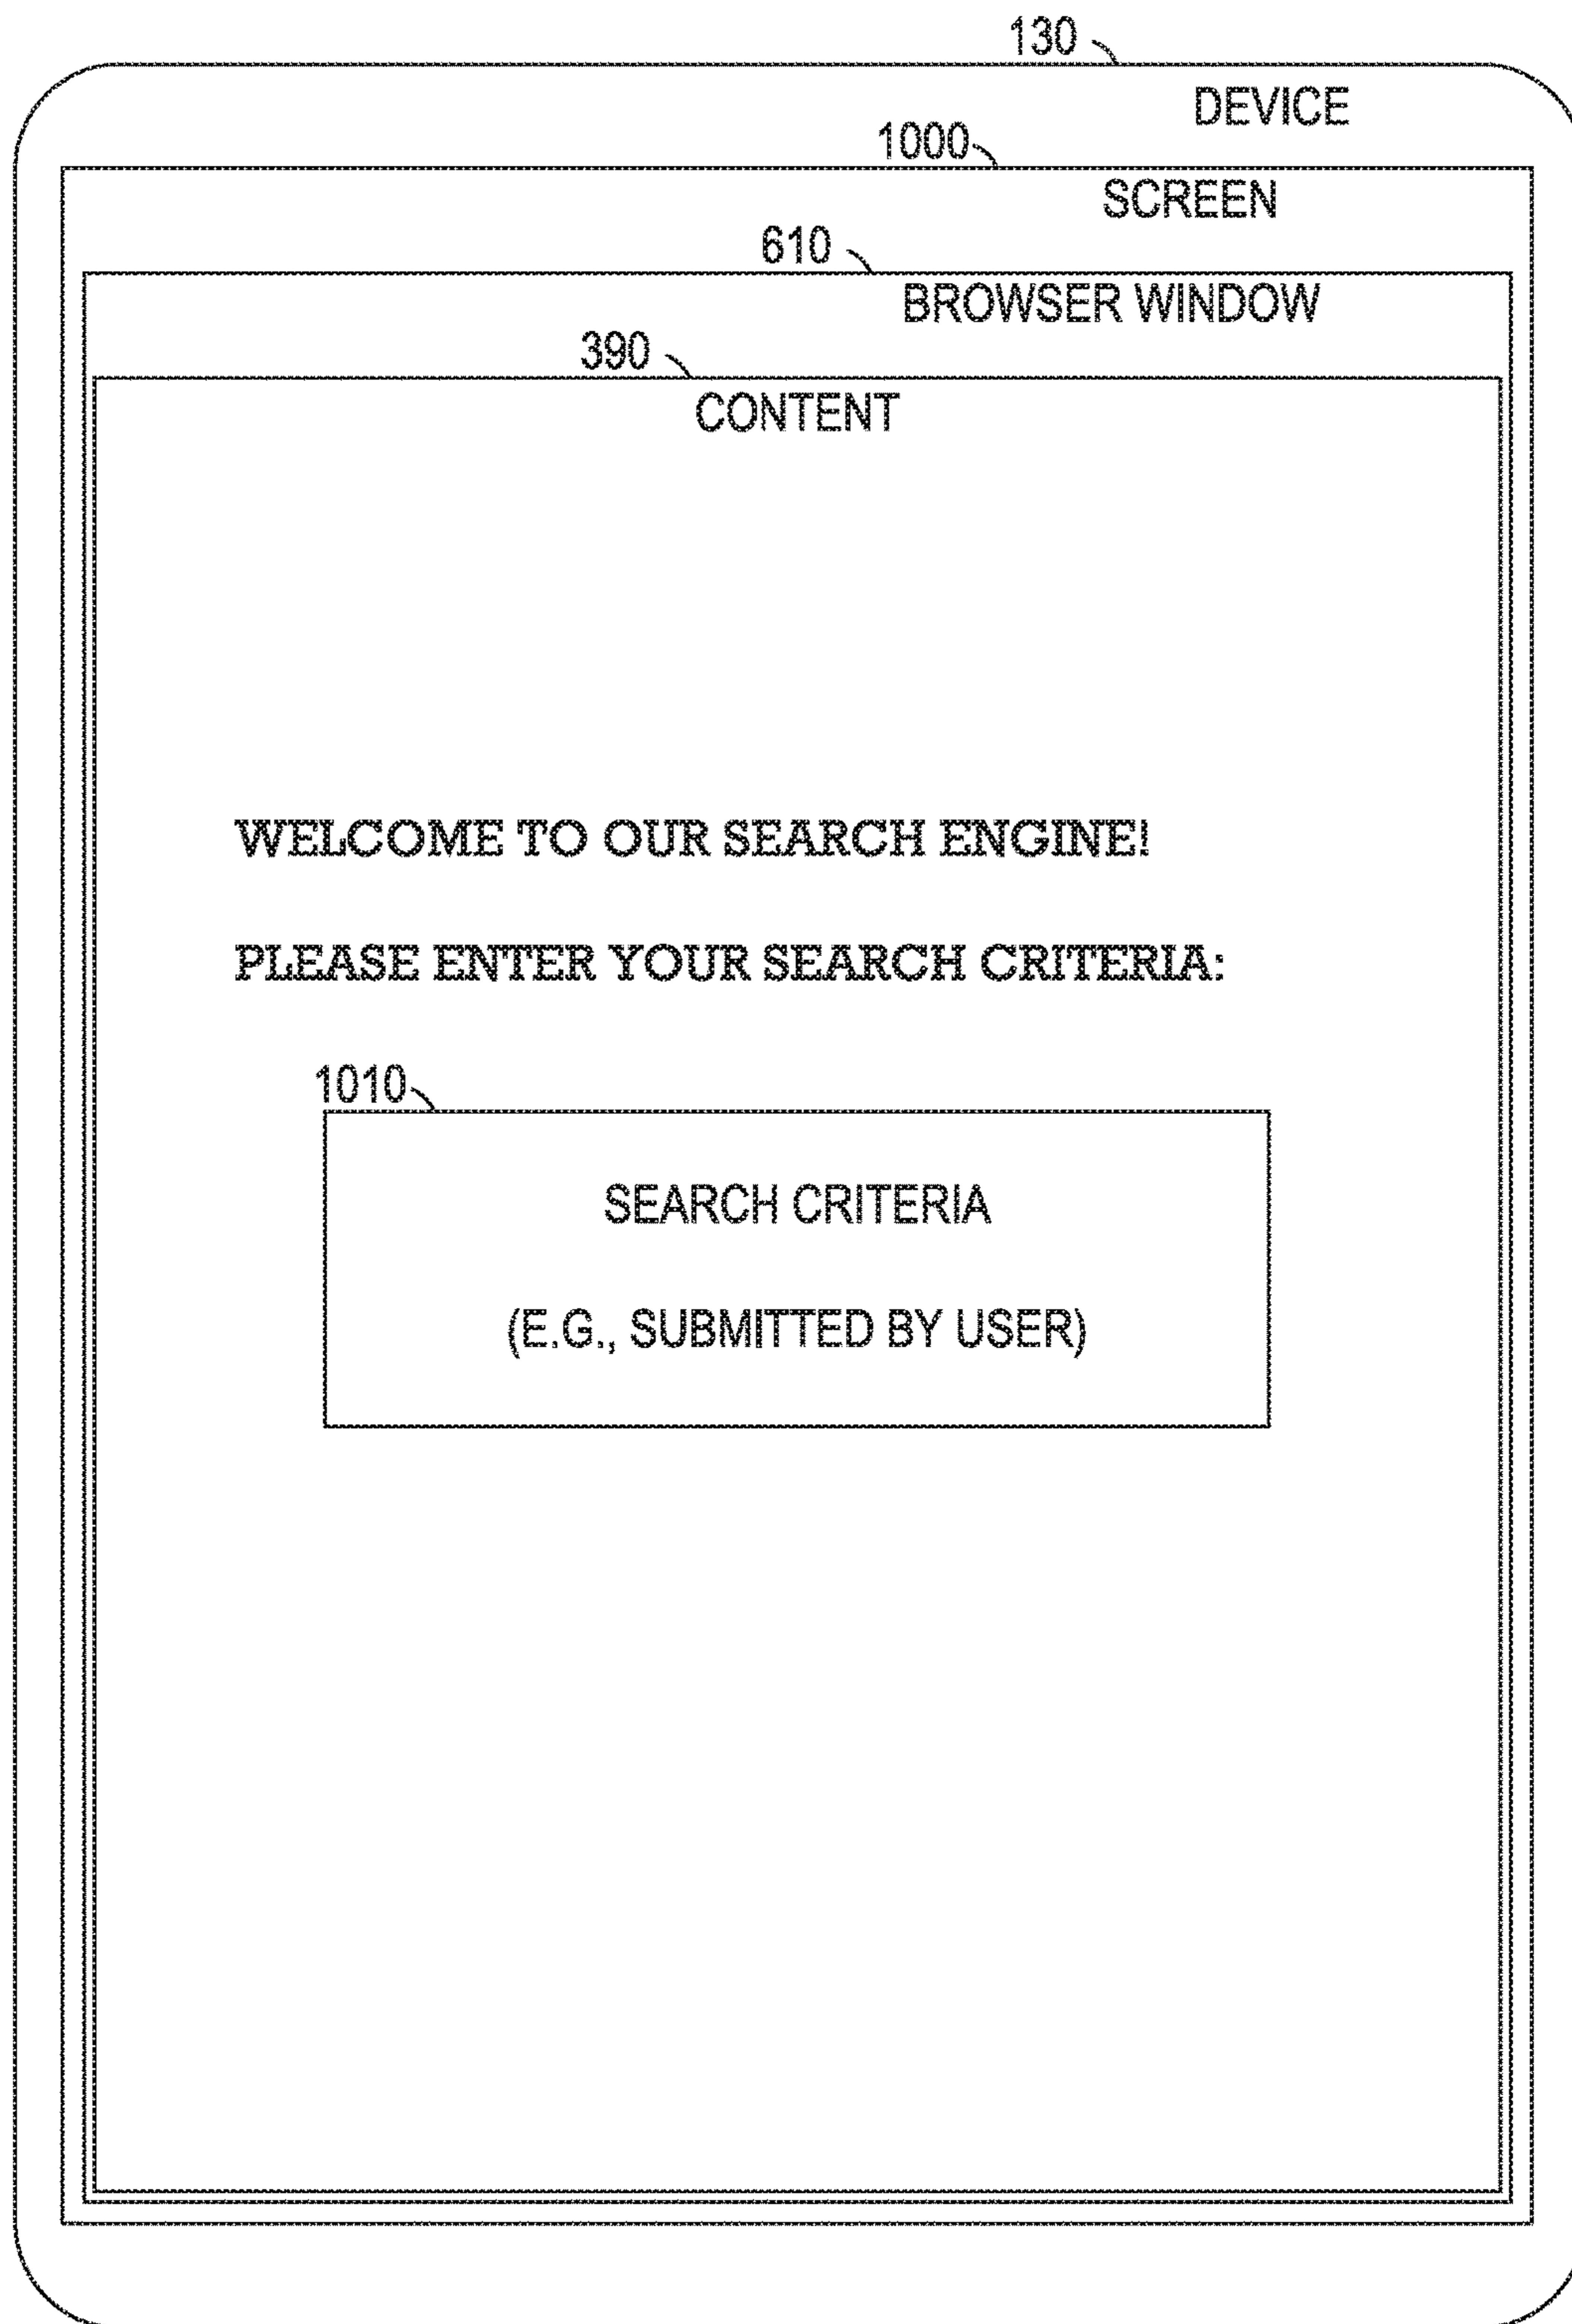 130
DEVICE
1000
SCREEN
610
BROWSER WINDOW
390
CONTENT
WELCOME TO OUR SEARCH ENGINE!
PLEASE ENTER YOUR SEARCH CRITERIA:
1010
SEARCH CRITERIA
(E.G., SUBMITTED BY USER)